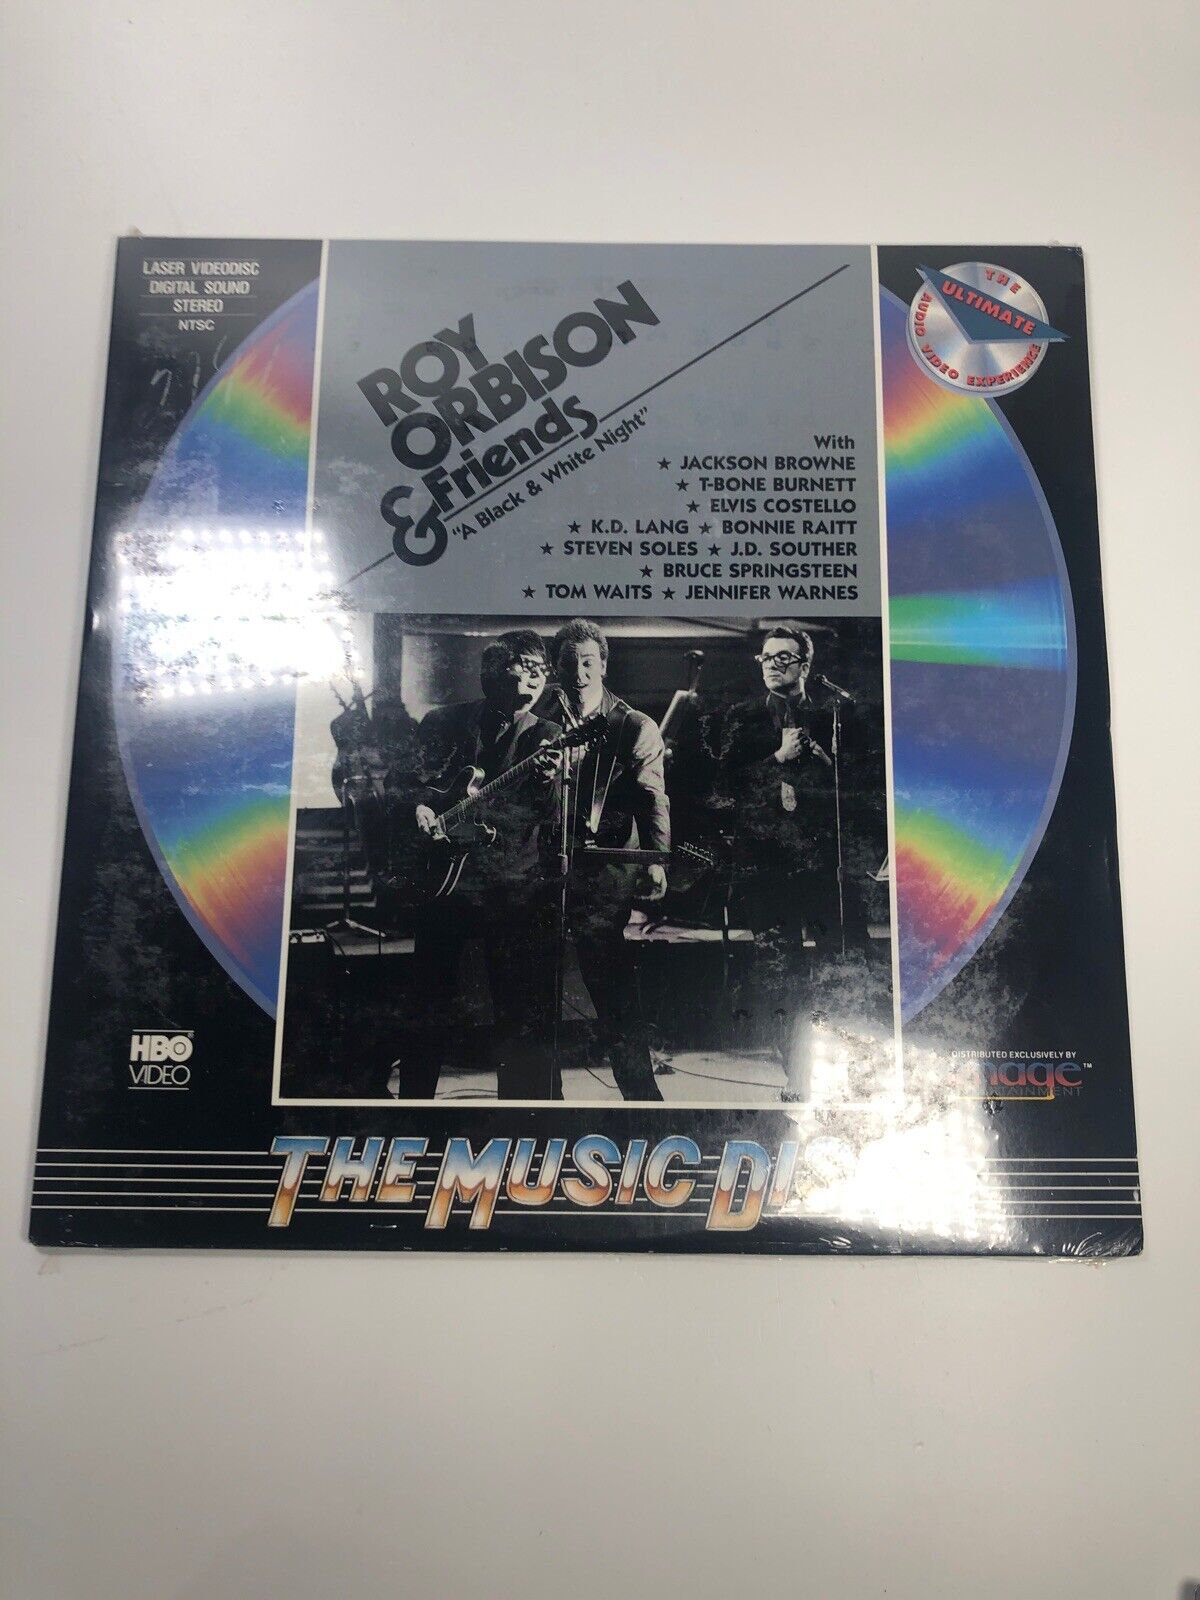 LASER VIDEODISC
DIGITAL SOUND
STEREO
NTSC
THE
ULTIMATE
AUDIO VIDEO EXPERIENCE
ROY
ORBISON
& Friends
"A Black & White Night"
With
★ JACKSON BROWNE
★ T-BONE BURNETT
★ ELVIS COSTELLO
★ K.D. LANG ★ BONNIE RAITT
★ STEVEN SOLES ★ J.D. SOUTHER
★ BRUCE SPRINGSTEEN
★ TOM WAITS ★ JENNIFER WARNES
HBO®
VIDEO
DISTRIBUTED EXCLUSIVELY BY
THE MUSIC